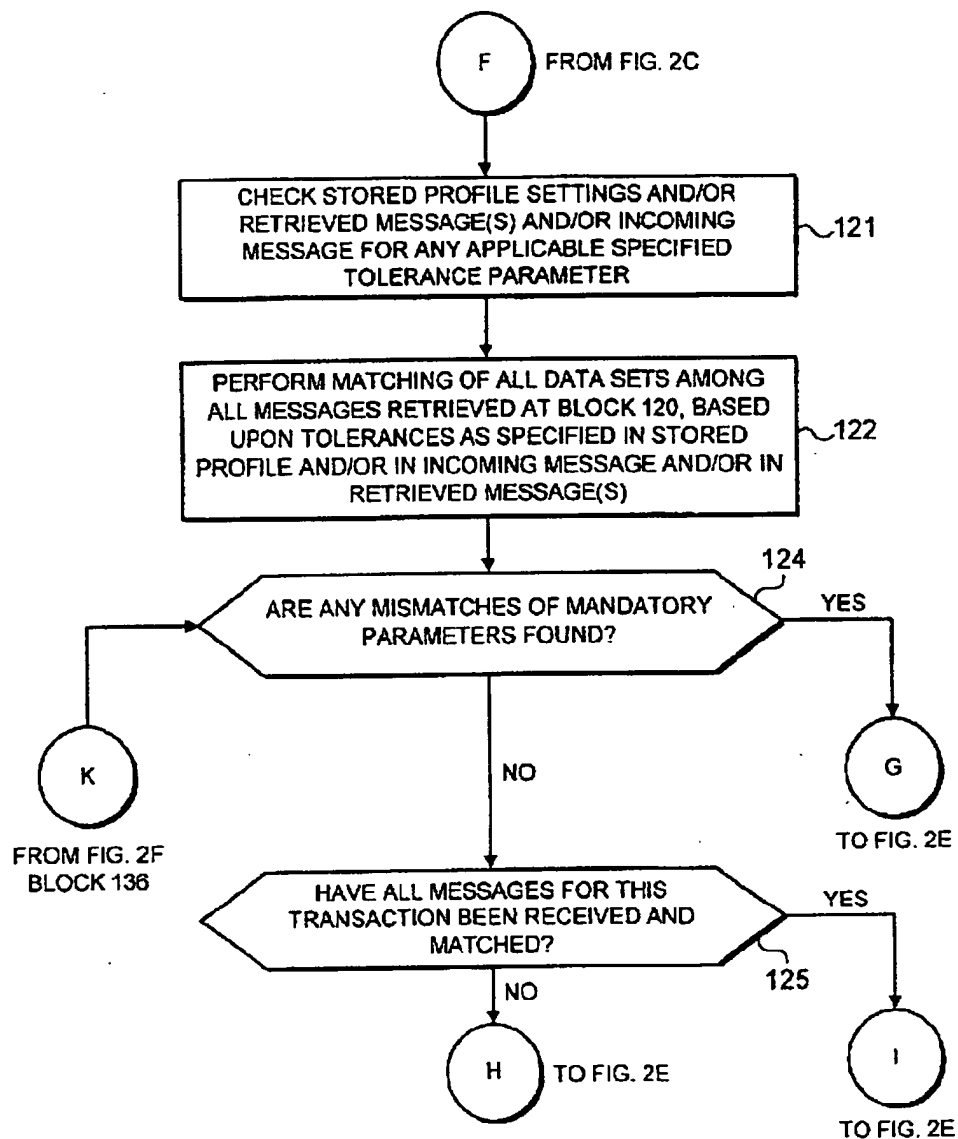 F
FROM FIG. 2C
CHECK STORED PROFILE SETTINGS AND/OR
RETRIEVED MESSAGE(S) AND/OR INCOMING
MESSAGE FOR ANY APPLICABLE SPECIFIED
TOLERANCE PARAMETER
121
PERFORM MATCHING OF ALL DATA SETS AMONG
ALL MESSAGES RETRIEVED AT BLOCK 120, BASED
UPON TOLERANCES AS SPECIFIED IN STORED
PROFILE AND/OR IN INCOMING MESSAGE AND/OR IN
RETRIEVED MESSAGE(S)
122
124
ARE ANY MISMATCHES OF MANDATORY
PARAMETERS FOUND?
YES
K
NO
G
FROM FIG. 2F
BLOCK 136
TO FIG. 2E
HAVE ALL MESSAGES FOR THIS
TRANSACTION BEEN RECEIVED AND
MATCHED?
YES
125
NO
H
TO FIG. 2E
I
TO FIG. 2E